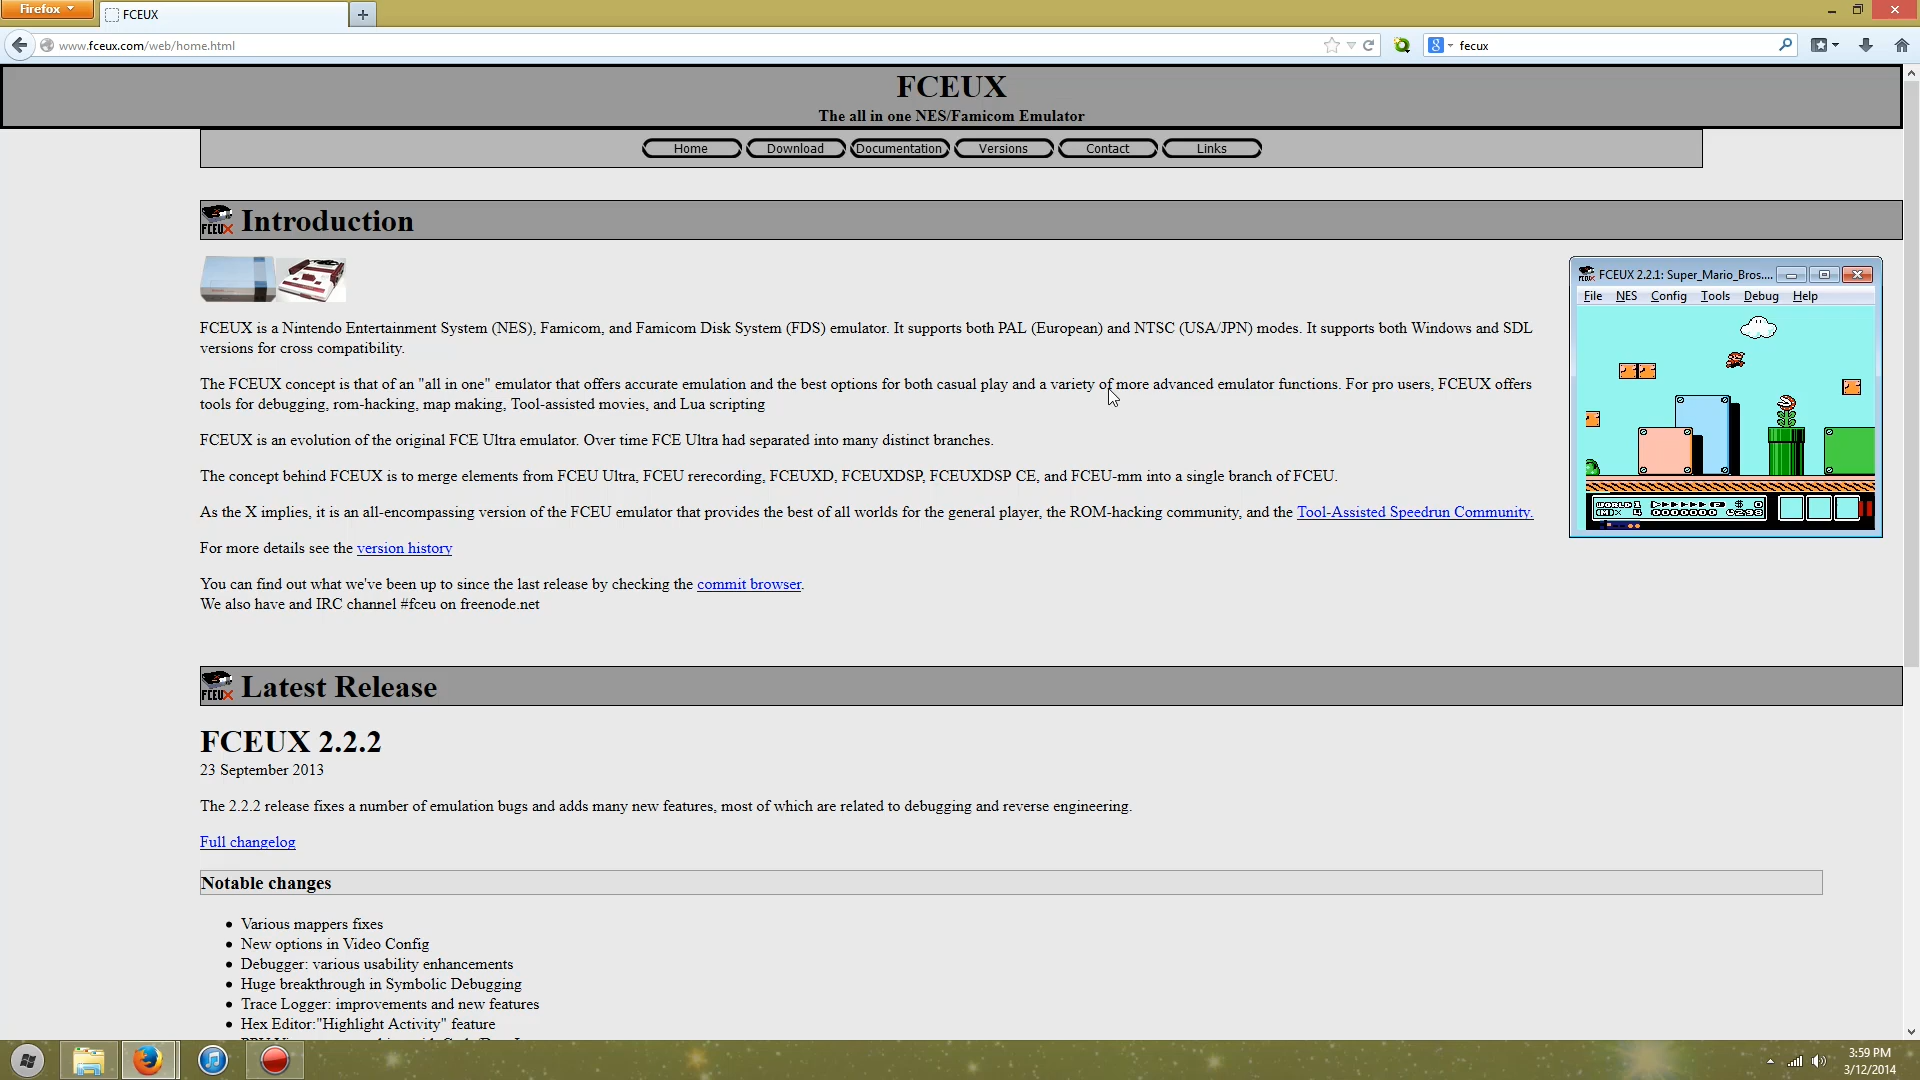 Firefox
FCEUX
www.fceux.com/web/home.html
fecux
FCEUX
The all in one NES/Famicom Emulator
Home Download Documentation Versions Contact Links
FCEUX Introduction
FCEUX is a Nintendo Entertainment System (NES), Famicom, and Famicom Disk System (FDS) emulator. It supports both PAL (European) and NTSC (USA/JPN) modes. It supports both Windows and SDL
versions for cross compatibility.
The FCEUX concept is that of an "all in one" emulator that offers accurate emulation and the best options for both casual play and a variety of more advanced emulator functions. For pro users, FCEUX offers
tools for debugging, rom-hacking, map making, Tool-assisted movies, and Lua scripting
FCEUX is an evolution of the original FCE Ultra emulator. Over time FCE Ultra had separated into many distinct branches.
The concept behind FCEUX is to merge elements from FCEU Ultra, FCEU rerecording, FCEUXD, FCEUXDSP, FCEUXDSP CE, and FCEU-mm into a single branch of FCEU.
As the X implies, it is an all-encompassing version of the FCEU emulator that provides the best of all worlds for the general player, the ROM-hacking community, and the Tool-Assisted Speedrun Community.
For more details see the version history
You can find out what we've been up to since the last release by checking the commit browser.
We also have and IRC channel #fceu on freenode.net
FCEUX 2.2.1: Super_Mario_Bros....
File NES Config Tools Debug Help
WORLD 1 P $ 0
4 0000000 298
FCEUX Latest Release
FCEUX 2.2.2
23 September 2013
The 2.2.2 release fixes a number of emulation bugs and adds many new features, most of which are related to debugging and reverse engineering.
Full changelog
Notable changes
• Various mappers fixes
• New options in Video Config
• Debugger: various usability enhancements
• Huge breakthrough in Symbolic Debugging
• Trace Logger: improvements and new features
• Hex Editor:"Highlight Activity" feature
3:59 PM
3/12/2014